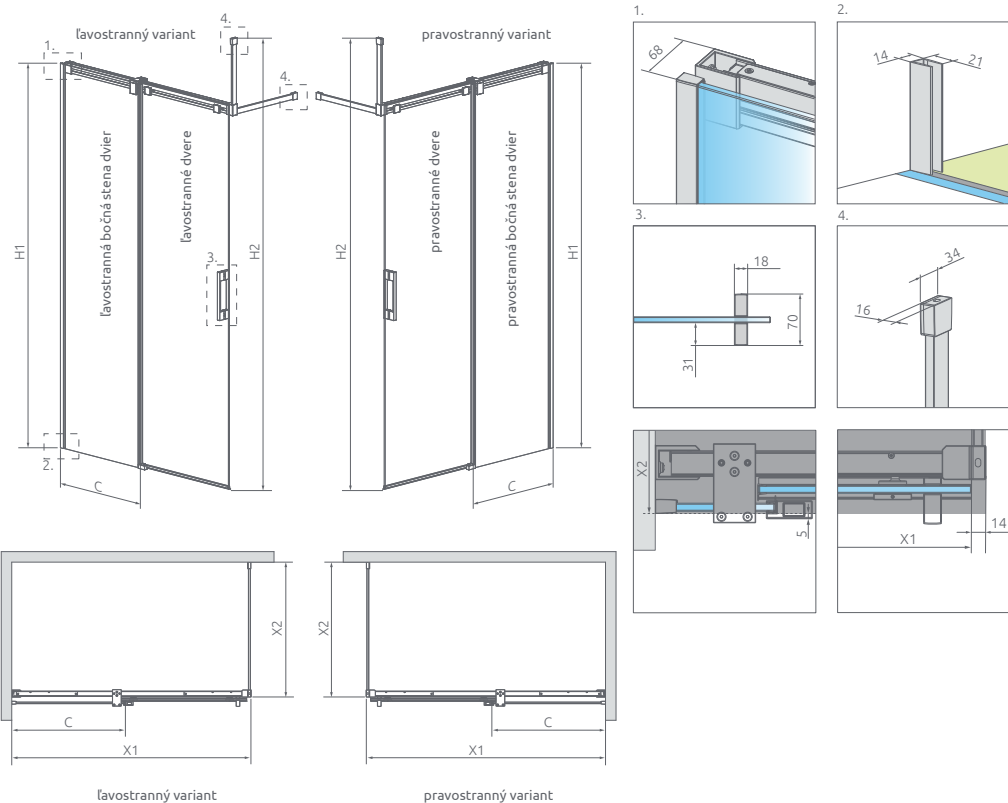 ľavostranný variant
pravostranný variant
1.
4.
4.
3.
2.
H1
ľavostranná bočná stena dvier
ľavostranné dvere
H2
C
H2
pravostranné dvere
pravostranná bočná stena dvier
H1
C
1.
68
2.
14
21
3.
18
70
31
4.
34
16
X2
5
X1
14
X2
C
X1
X2
C
X1
ľavostranný variant
pravostranný variant